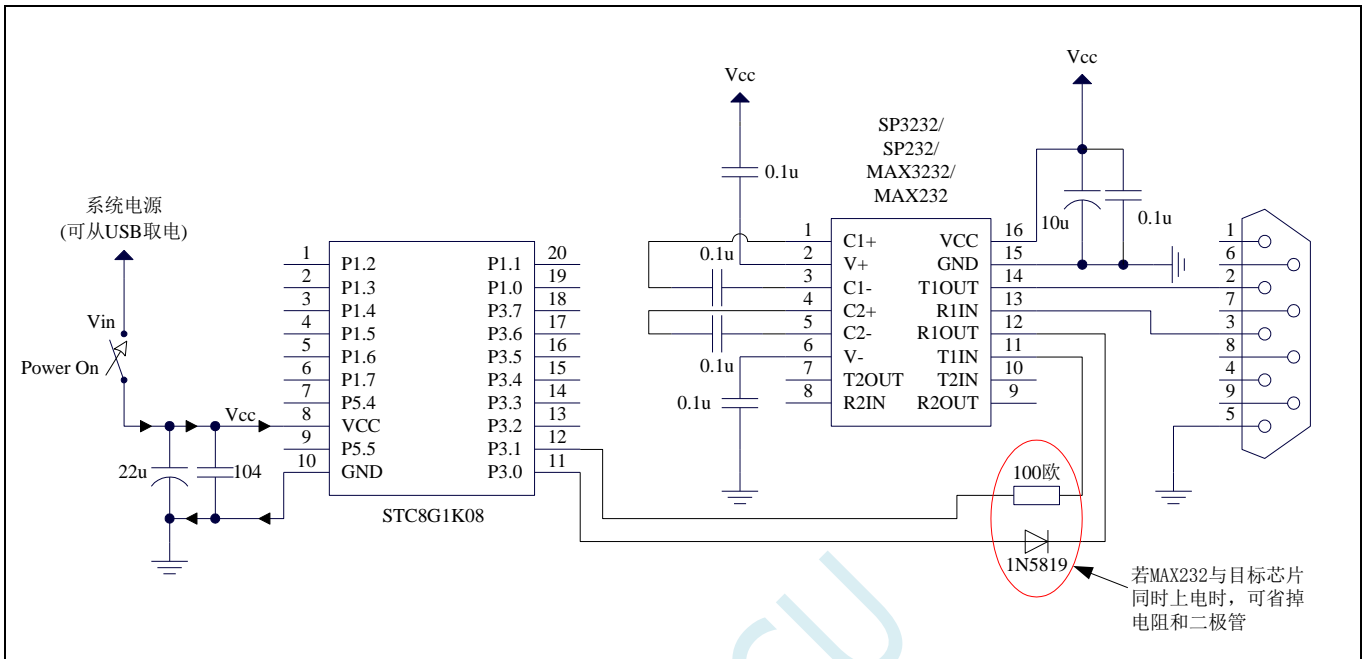 Vcc
Vcc
SP3232/
SP232/
MAX3232/
MAX232
0.1u
10u
0.1u
系统电源
(可从USB取电)
Vin
Power On
Vcc
22u
104
1
2
3
4
5
6
7
8
9
10
P1.2
P1.3
P1.4
P1.5
P1.6
P1.7
P5.4
VCC
P5.5
GND
P1.1
P1.0
P3.7
P3.6
P3.5
P3.4
P3.3
P3.2
P3.1
P3.0
20
19
18
17
16
15
14
13
12
11
STC8G1K08
0.1u
0.1u
0.1u
1
2
3
4
5
6
7
8
C1+
V+
C1-
C2+
C2-
V-
T2OUT
R2IN
VCC
GND
T1OUT
R1IN
R1OUT
T1IN
T2IN
R2OUT
16
15
14
13
12
11
10
9
1
6
2
7
3
8
4
9
5
100欧
1N5819
若MAX232与目标芯片
同时上电时，可省掉
电阻和二极管
CU